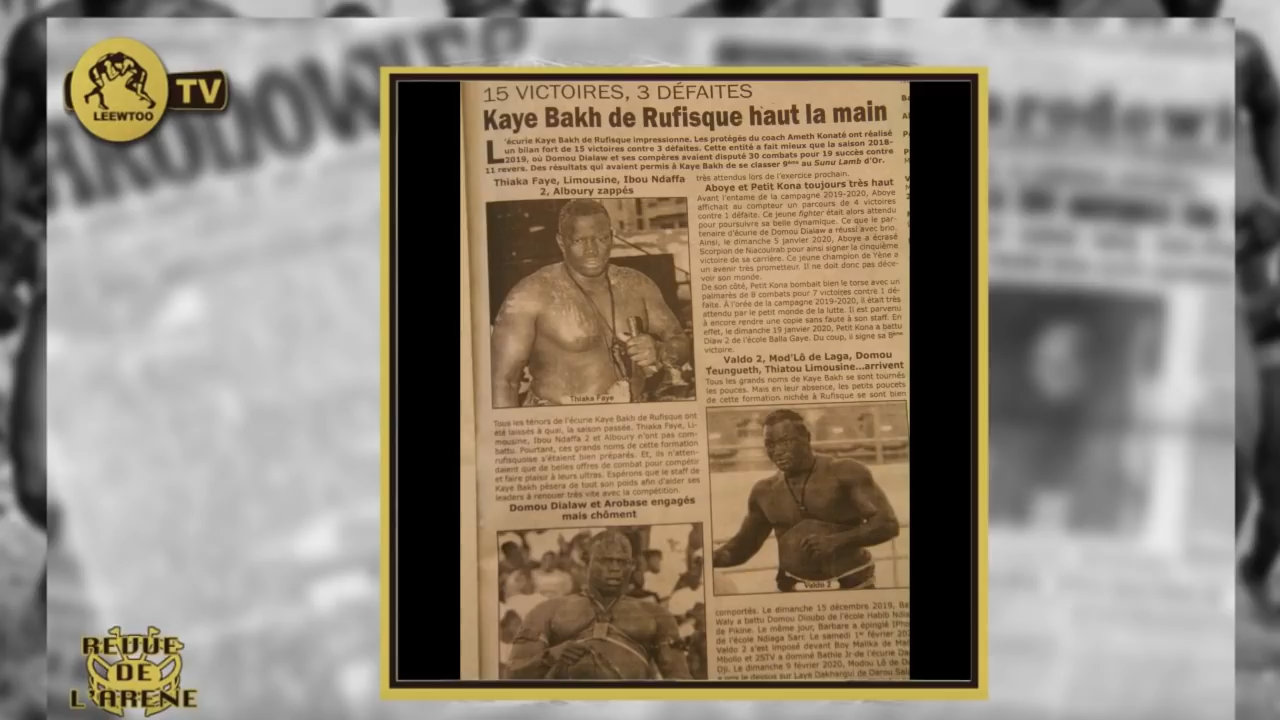 LEEWTOO
TV
15 VICTOIRES, 3 DÉFAITES
Kaye Bakh de Rufisque haut la main
L'écurie Kaye Bakh de Rufisque impressionne. Les protégés du coach Ameth Konaté ont réalisé
un bilan fort de 15 victoires contre 3 défaites. Cette entité a fait mieux que la saison 2018-
2019, où Domou Dialaw et ses compères avaient disputé 30 combats pour 19 succès contre
11 revers. Des résultats qui avaient permis à Kaye Bakh de se classer 9ème au Sunu Lamb d'Or.
Thiaka Faye, Limousine, Ibou Ndaffa
2, Alboury zappés
Thiaka Faye
Tous les ténors de l'écurie Kaye Bakh de Rufisque ont
été laissés à quai, la saison passée. Thiaka Faye, Li-
mousine, Ibou Ndaffa 2 et Alboury n'ont pas com-
battu. Pourtant, ces grands noms de cette formation
rufisquoise s'étaient bien préparés. Et, ils n'atten-
daient que de belles offres de combat pour compétir
et faire plaisir à leurs ultras. Espérons que le staff de
Kaye Bakh pèsera de tout son poids afin d'aider ses
leaders à renouer très vite avec la compétition.
Domou Dialaw et Arobase engagés
mais chôment
très attendus lors de l'exercice prochain.
Aboye et Petit Kona toujours très haut
Avant l'entame de la campagne 2019-2020, Aboye
affichait au compteur un parcours de 4 victoires
contre 1 défaite. Ce jeune fighter était alors attendu
pour poursuivre sa belle dynamique. Ce que le par-
tenaire d'écurie de Domou Dialaw a réussi avec brio.
Ainsi, le dimanche 5 janvier 2020, Aboye a écrasé
Scorpion de Niacoulrab pour ainsi signer la cinquième
victoire de sa carrière. Ce jeune champion de Yène a
un avenir très prometteur. Il ne doit donc pas déce-
voir son monde.
De son côté, Petit Kona bombait bien le torse avec un
palmarès de 8 combats pour 7 victoires contre 1 dé-
faite. À l'orée de la campagne 2019-2020, il était très
attendu par le petit monde de la lutte. Il est parvenu
à encore rendre une copie sans faute à son staff. En
effet, le dimanche 19 janvier 2020, Petit Kona a battu
Diaw 2 de l'école Balla Gaye. Du coup, il signe sa 8ème
victoire.
Valdo 2, Mod'Lô de Laga, Domou
Teungueth, Thiatou Limousine...arrivent
Tous les grands noms de Kaye Bakh se sont tournés
les pouces. Mais en leur absence, les petits poucets
de cette formation nichée à Rufisque se sont bien
Valdo 2
comportés. Le dimanche 15 décembre 2019, Ba
Waly a battu Domou Dioubo de l'école Habib Ndia
de Pikine. Le même jour, Barbare a épinglé
de l'école Ndiaga Sarr. Le samedi 1er février 20
Valdo 2 s'est imposé devant Boy Malika de
Mbollo et 2STV a dominé Bathie Jr de l'écurie
Dji. Le dimanche 9 février 2020, Modou Lô de
REVUE
DE
L'ARENE